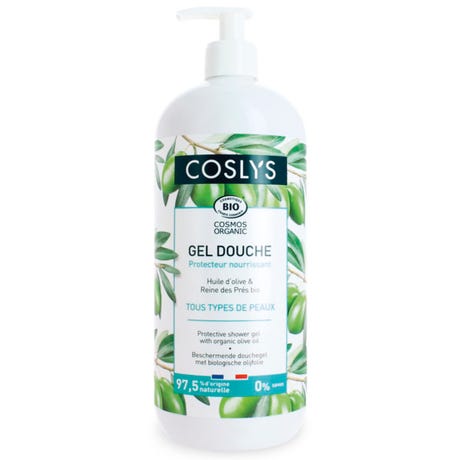 COSLYS
COSMÉTIQUE
BIO
COSMOS
ORGANIC
GEL DOUCHE
Protecteur nourrissant
Huile d'olive &
Reine des Prés bio
TOUS TYPES DE PEAUX
Protective shower gel
with organic olive oil
Beschermende douchegel
met biologische olijfolie
97,5 % d'origine
naturelle
0%